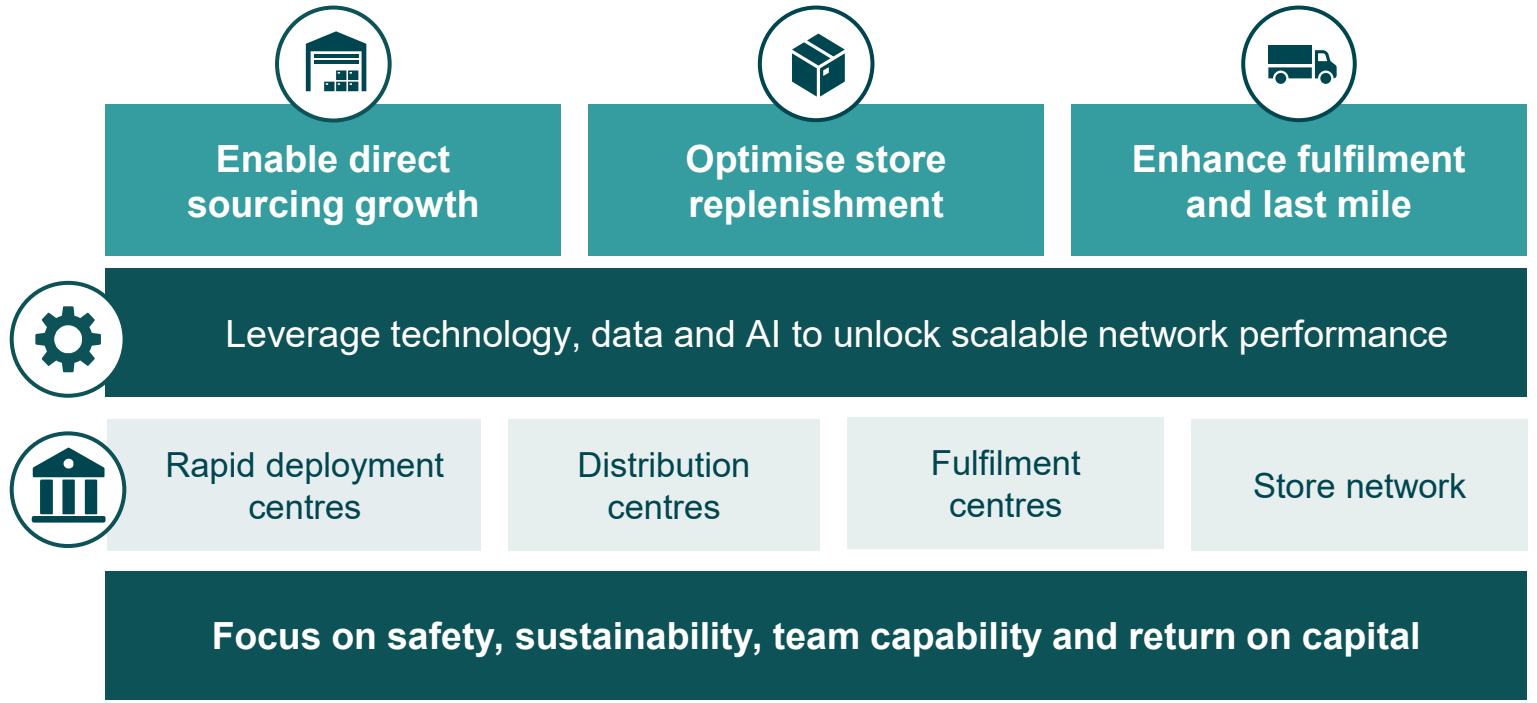 Enable direct
sourcing growth
Optimise store
replenishment
Enhance fulfilment
and last mile
Leverage technology, data and AI to unlock scalable network performance
Rapid deployment
centres
Distribution
centres
Fulfilment
centres
Store network
Focus on safety, sustainability, team capability and return on capital